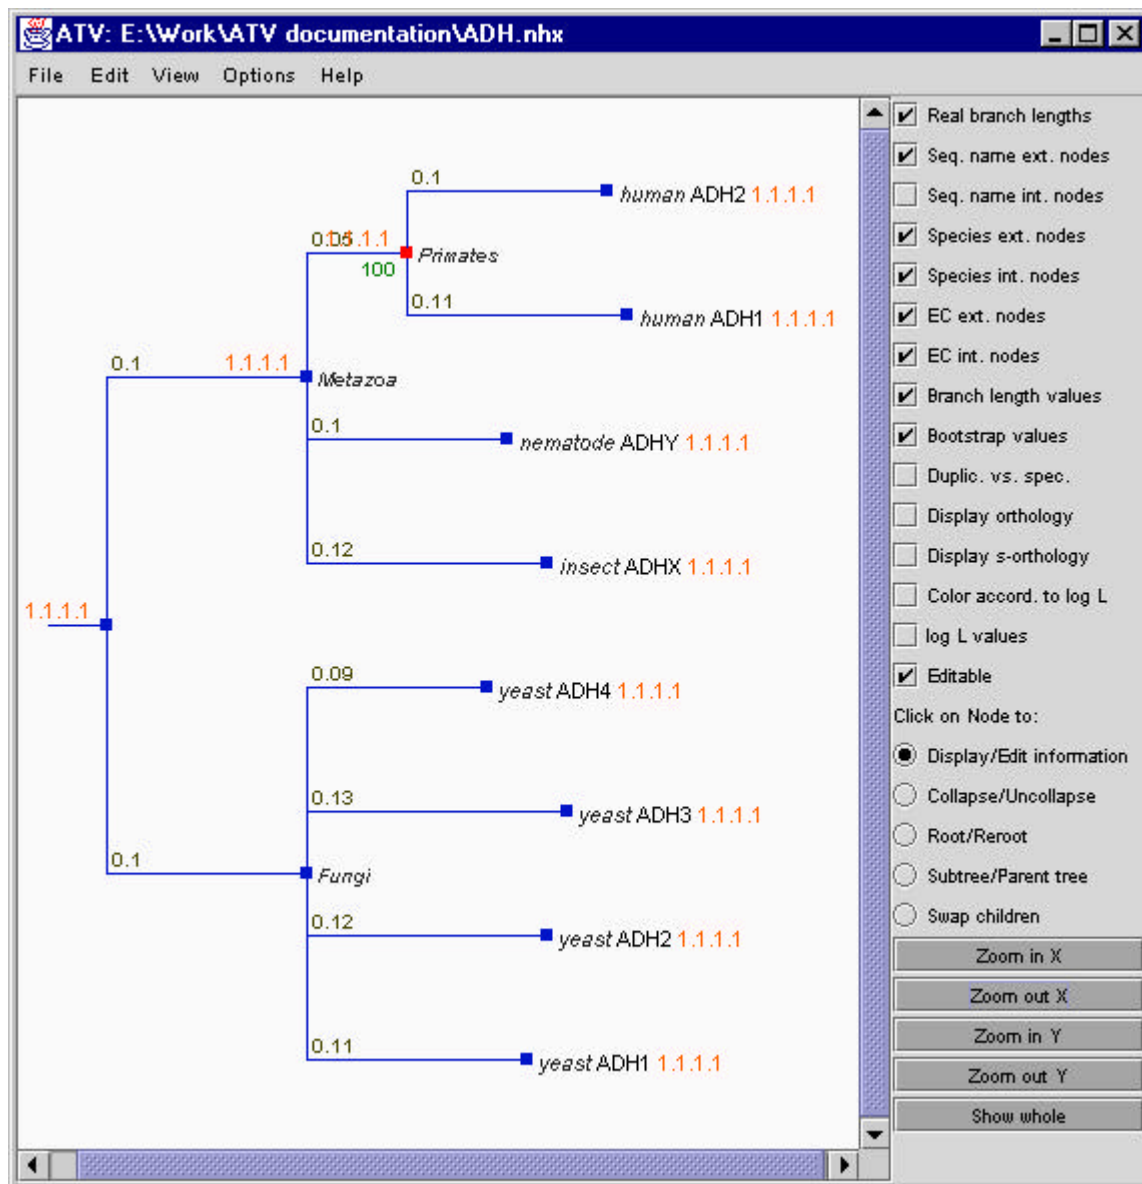 ATV: E:\Work\ATV documentation\ADH.nhx
File Edit View Options Help
0.1
human ADH2 1.1.1.1
0.05 1.1.1.1
100
Primates
0.11
human ADH1 1.1.1.1
0.1
1.1.1.1
Metazoa
0.1
nematode ADHY 1.1.1.1
0.12
insect ADHX 1.1.1.1
1.1.1.1
0.09
yeast ADH4 1.1.1.1
0.13
yeast ADH3 1.1.1.1
0.1
Fungi
0.12
yeast ADH2 1.1.1.1
0.11
yeast ADH1 1.1.1.1
Real branch lengths
Seq. name ext. nodes
Seq. name int. nodes
Species ext. nodes
Species int. nodes
EC ext. nodes
EC int. nodes
Branch length values
Bootstrap values
Duplic. vs. spec.
Display orthology
Display s-orthology
Color accord. to log L
log L values
Editable
Click on Node to:
Display/Edit information
Collapse/Uncollapse
Root/Reroot
Subtree/Parent tree
Swap children
Zoom in X
Zoom out X
Zoom in Y
Zoom out Y
Show whole